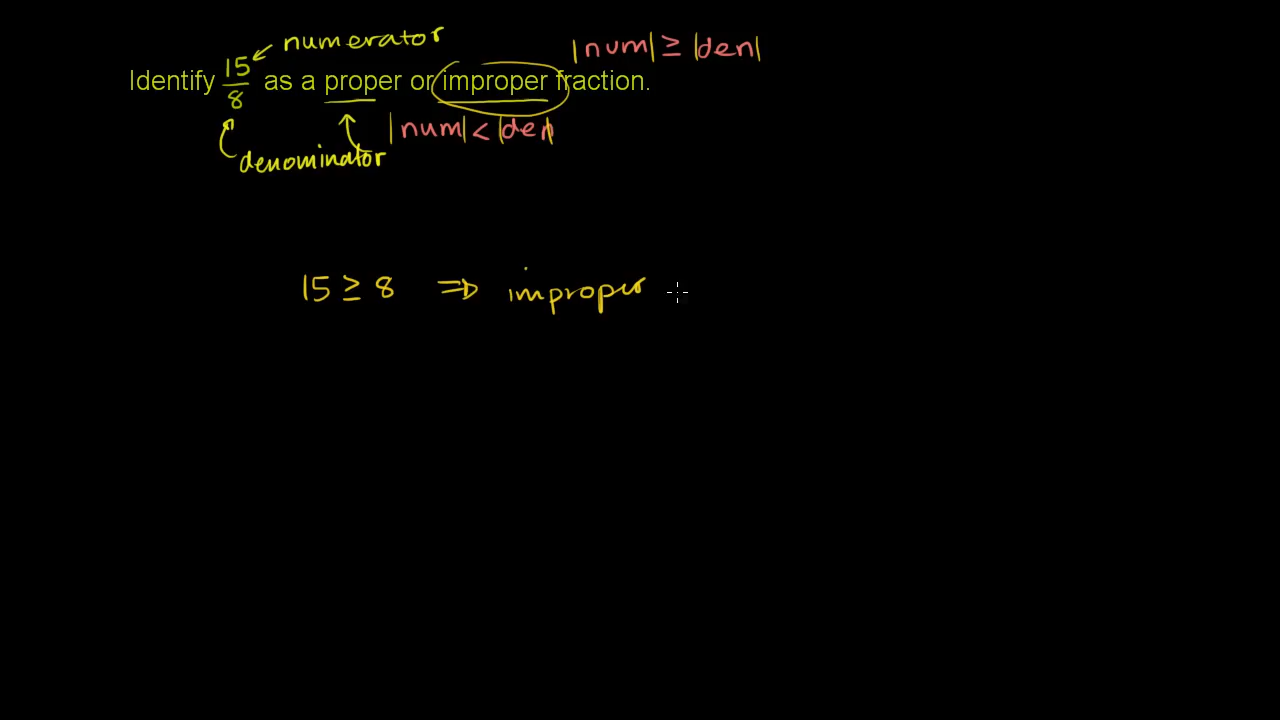 numerator
|num| ≥ |den|
Identify 15/8 as a proper or improper fraction.
|num| < |den|
denominator
15 ≥ 8 ⇒ improper